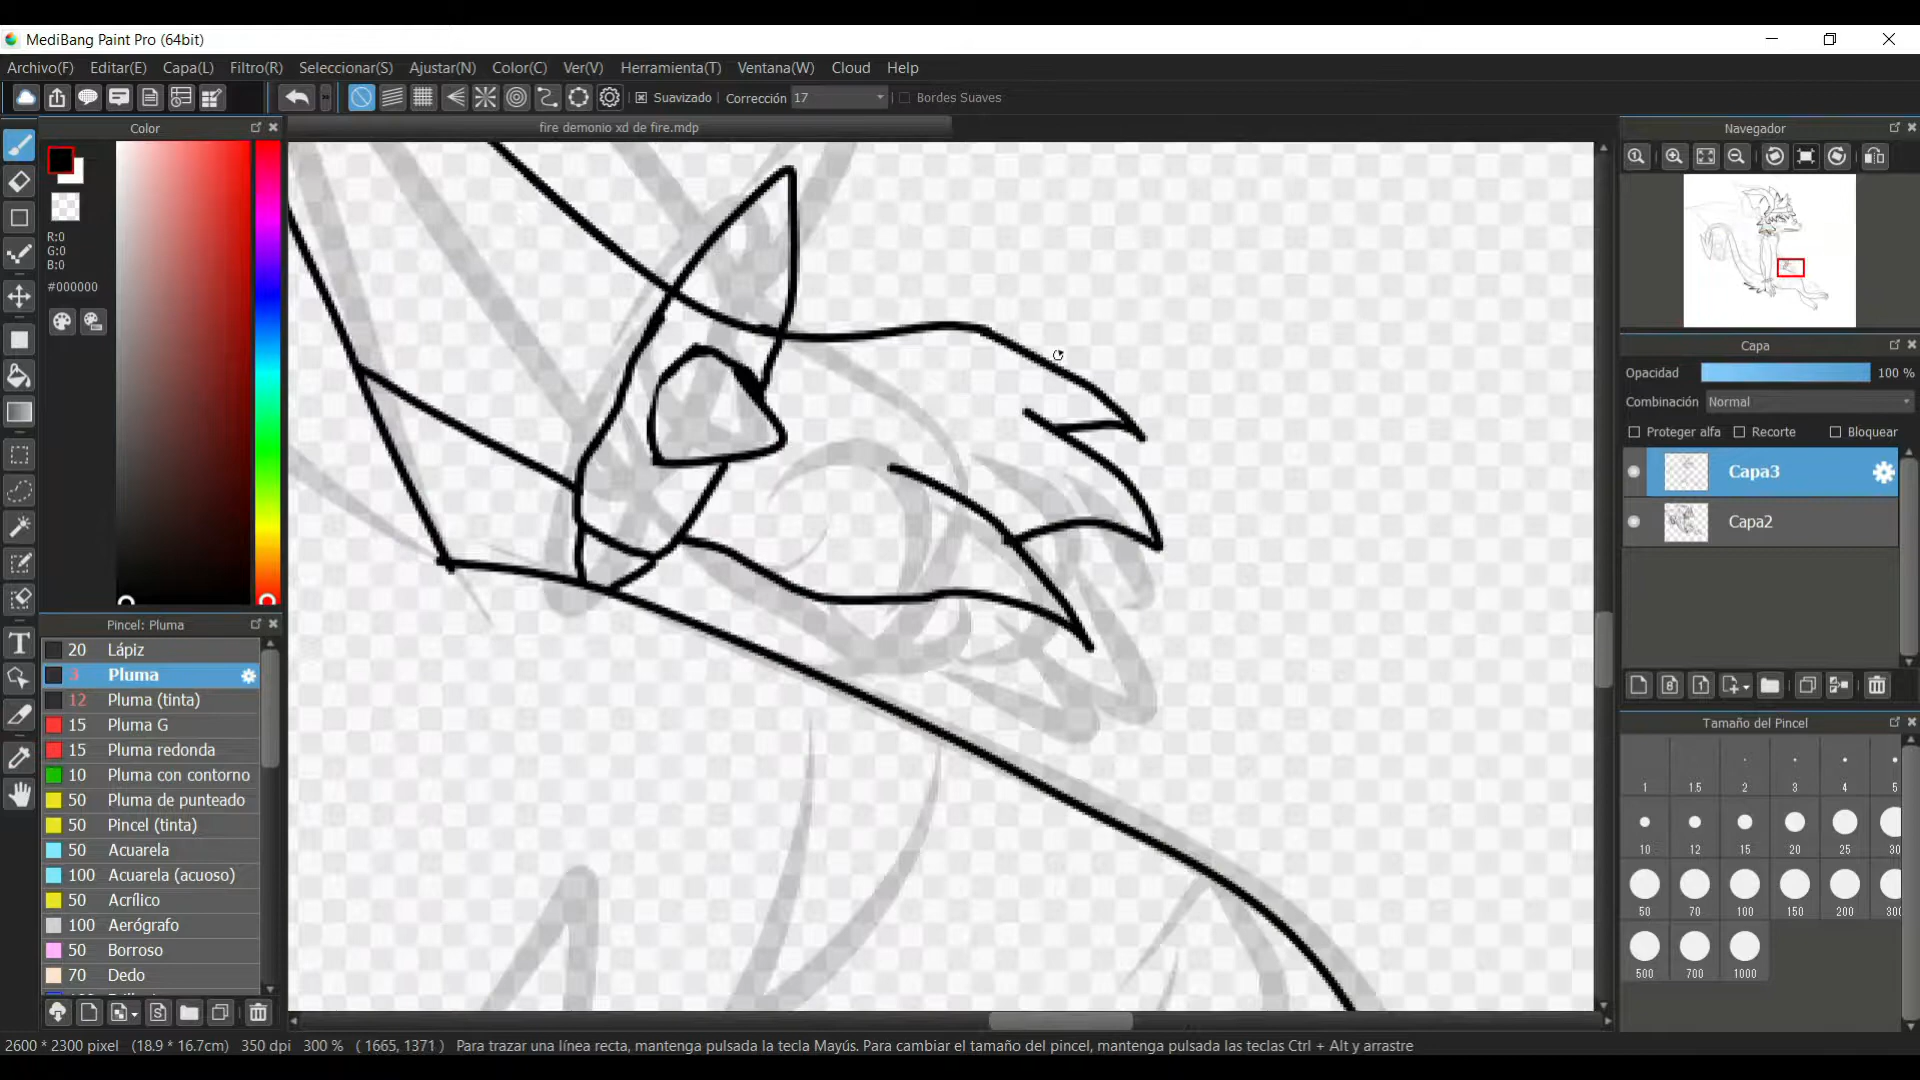 MediBang Paint Pro (64bit)
Archivo(F) Editar(E) Capa(L) Filtro(R) Seleccionar(S) Ajustar(N) Color(C) Ver(V) Herramienta(T) Ventana(W) Cloud Help
Suavizado Corrección 17 Bordes Suaves
Color
fire demonio xd de fire.mdp
Navegador
R:0
G:0
B:0
#000000
Capa
Opacidad 100 %
Combinación Normal
Proteger alfa Recorte Bloquear
Capa3
Capa2
Pincel: Pluma
20 Lápiz
3 Pluma
12 Pluma (tinta)
15 Pluma G
15 Pluma redonda
10 Pluma con contorno
50 Pluma de punteado
50 Pincel (tinta)
50 Acuarela
100 Acuarela (acuoso)
50 Acrílico
100 Aerógrafo
50 Borroso
70 Dedo
Tamaño del Pincel
1 1.5 2 3 4 5
10 12 15 20 25 30
50 70 100 150 200 300
500 700 1000
2600 * 2300 pixel (18.9 * 16.7cm) 350 dpi 300 % ( 1665, 1371 ) Para trazar una línea recta, mantenga pulsada la tecla Mayús. Para cambiar el tamaño del pincel, mantenga pulsadas las teclas Ctrl + Alt y arrastre